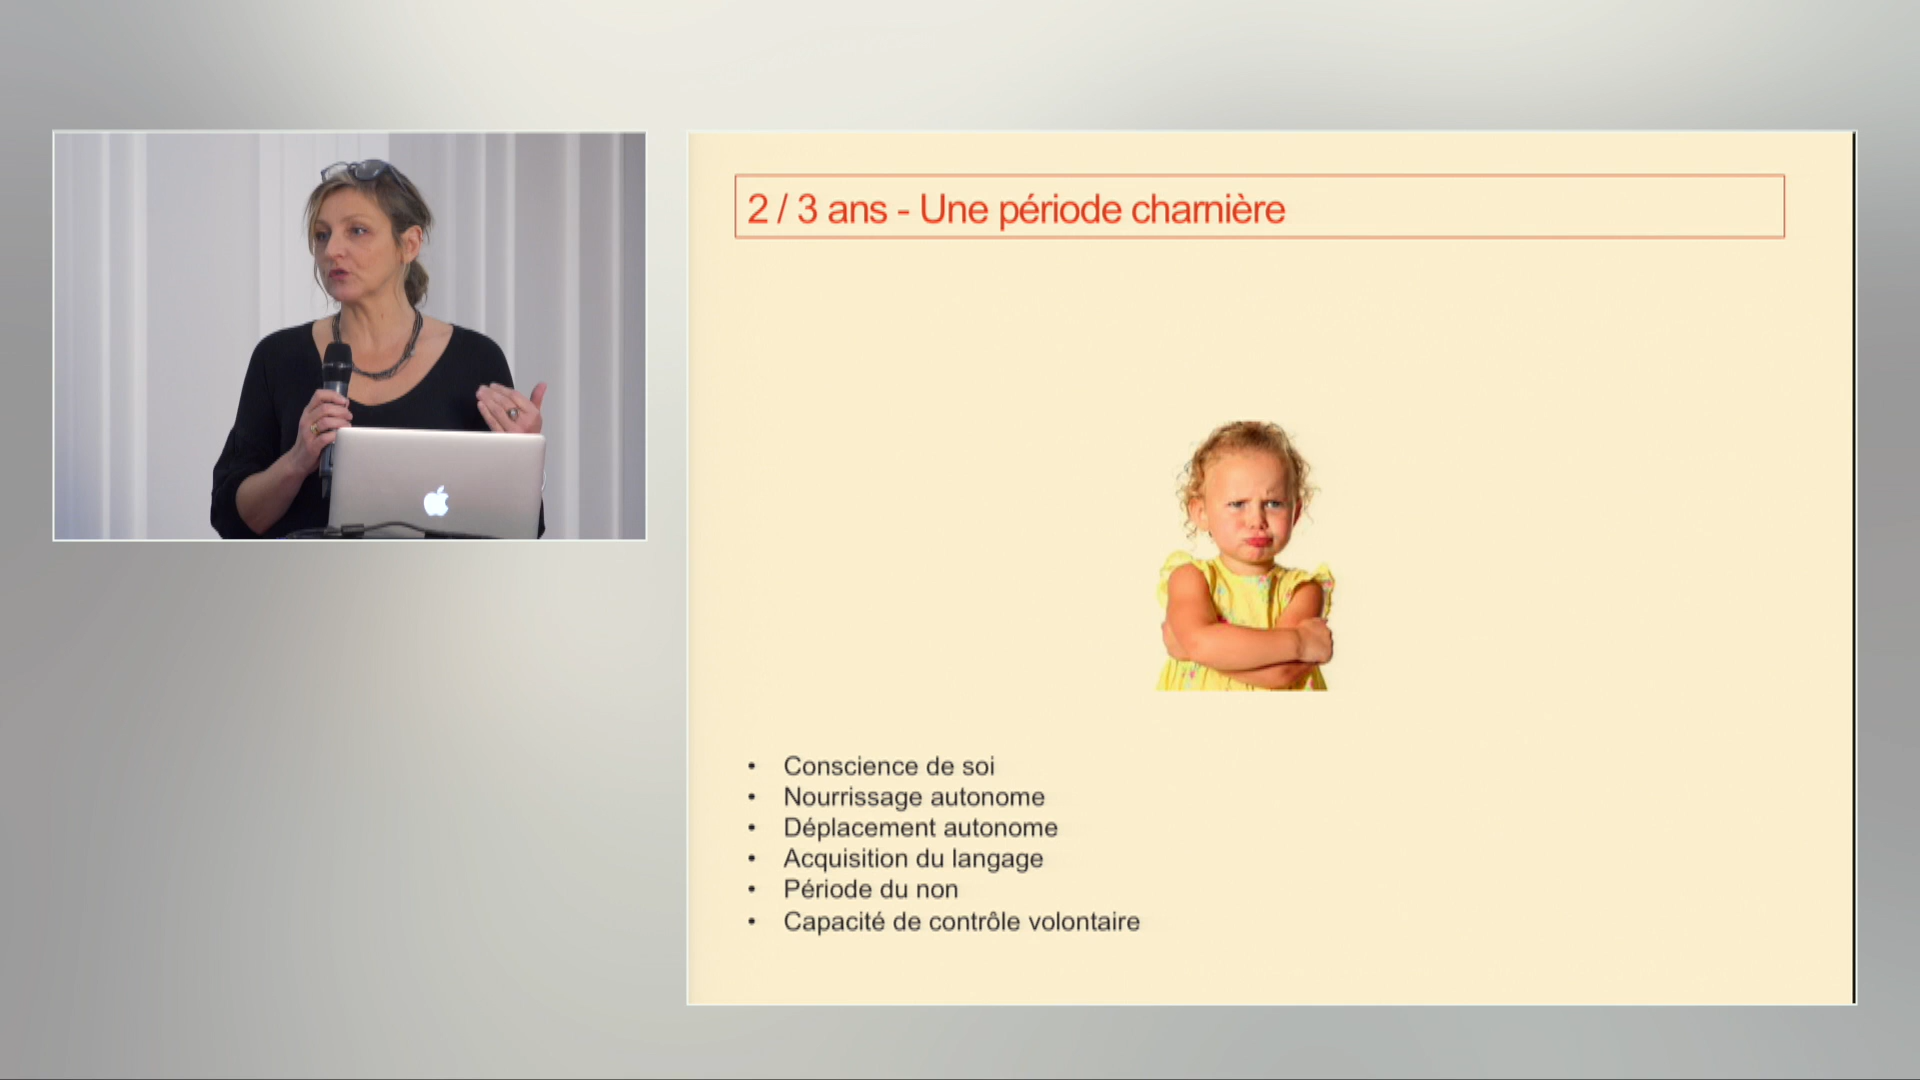 2 / 3 ans - Une période charnière
• Conscience de soi
• Nourrissage autonome
• Déplacement autonome
• Acquisition du langage
• Période du non
• Capacité de contrôle volontaire